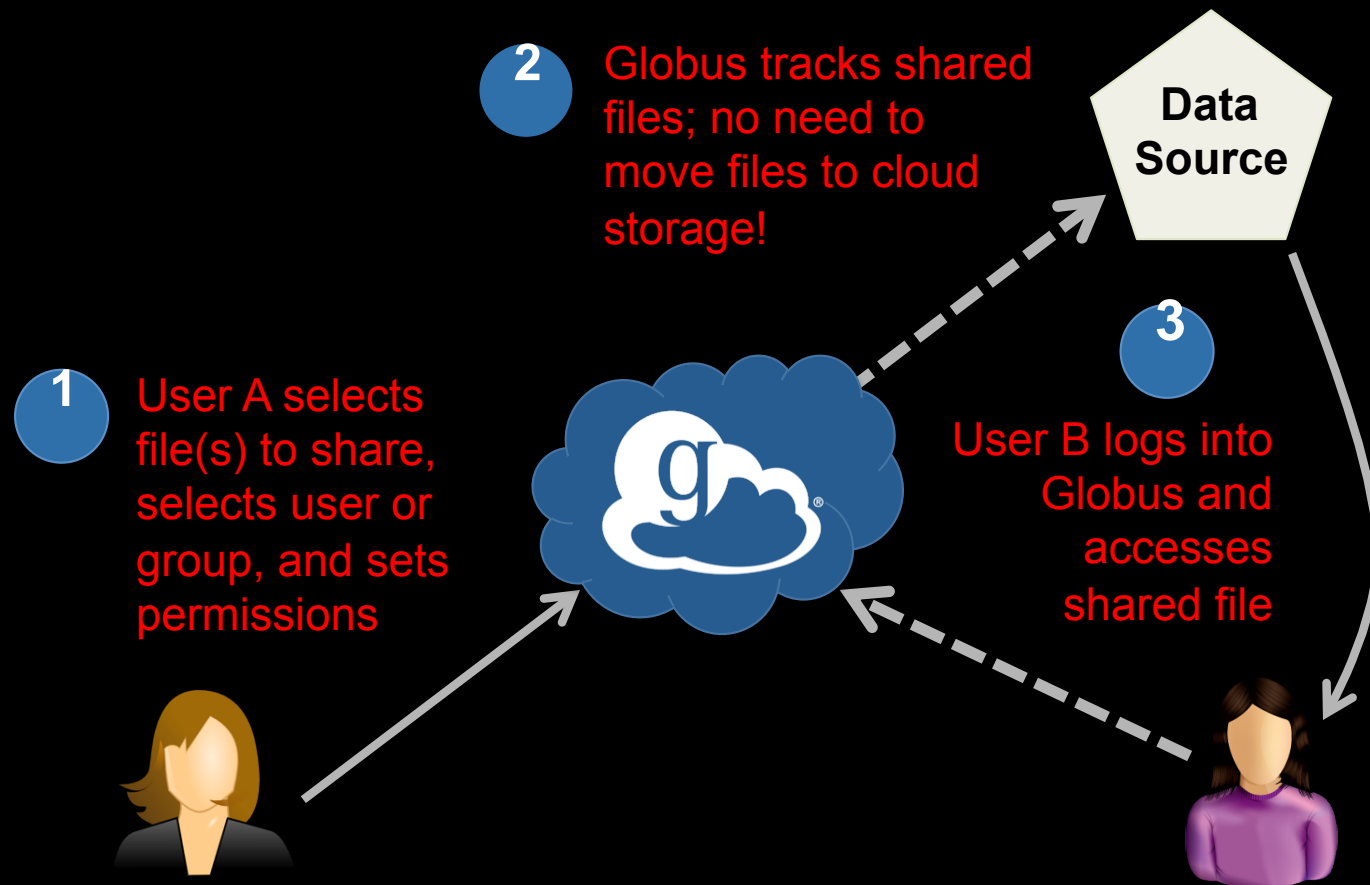 1
User A selects
file(s) to share,
selects user or
group, and sets
permissions
2
Globus tracks shared
files; no need to
move files to cloud
storage!
Data
Source
3
User B logs into
Globus and
accesses
shared file
g
®